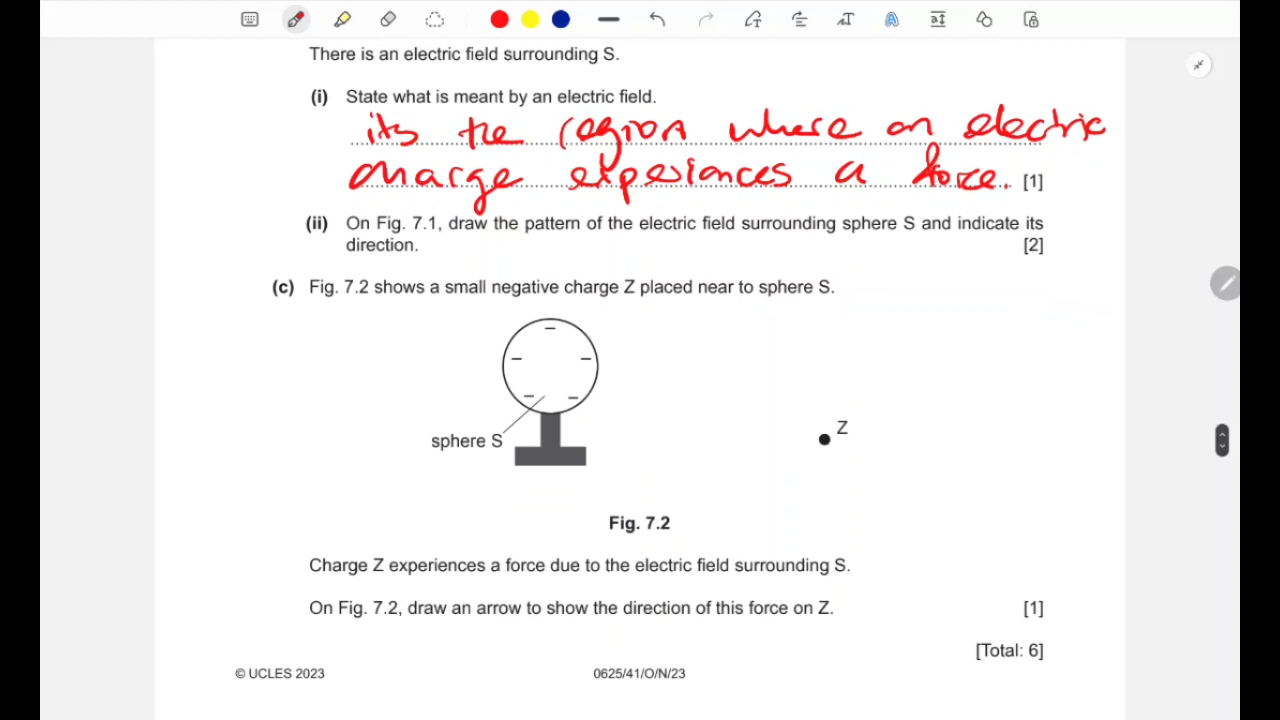 There is an electric field surrounding S.
(i) State what is meant by an electric field.
its the region where an electric
charge experiances a force. [1]
(ii) On Fig. 7.1, draw the pattern of the electric field surrounding sphere S and indicate its
direction. [2]
(c) Fig. 7.2 shows a small negative charge Z placed near to sphere S.
sphere S
Z
Fig. 7.2
Charge Z experiences a force due to the electric field surrounding S.
On Fig. 7.2, draw an arrow to show the direction of this force on Z. [1]
[Total: 6]
© UCLES 2023 0625/41/O/N/23